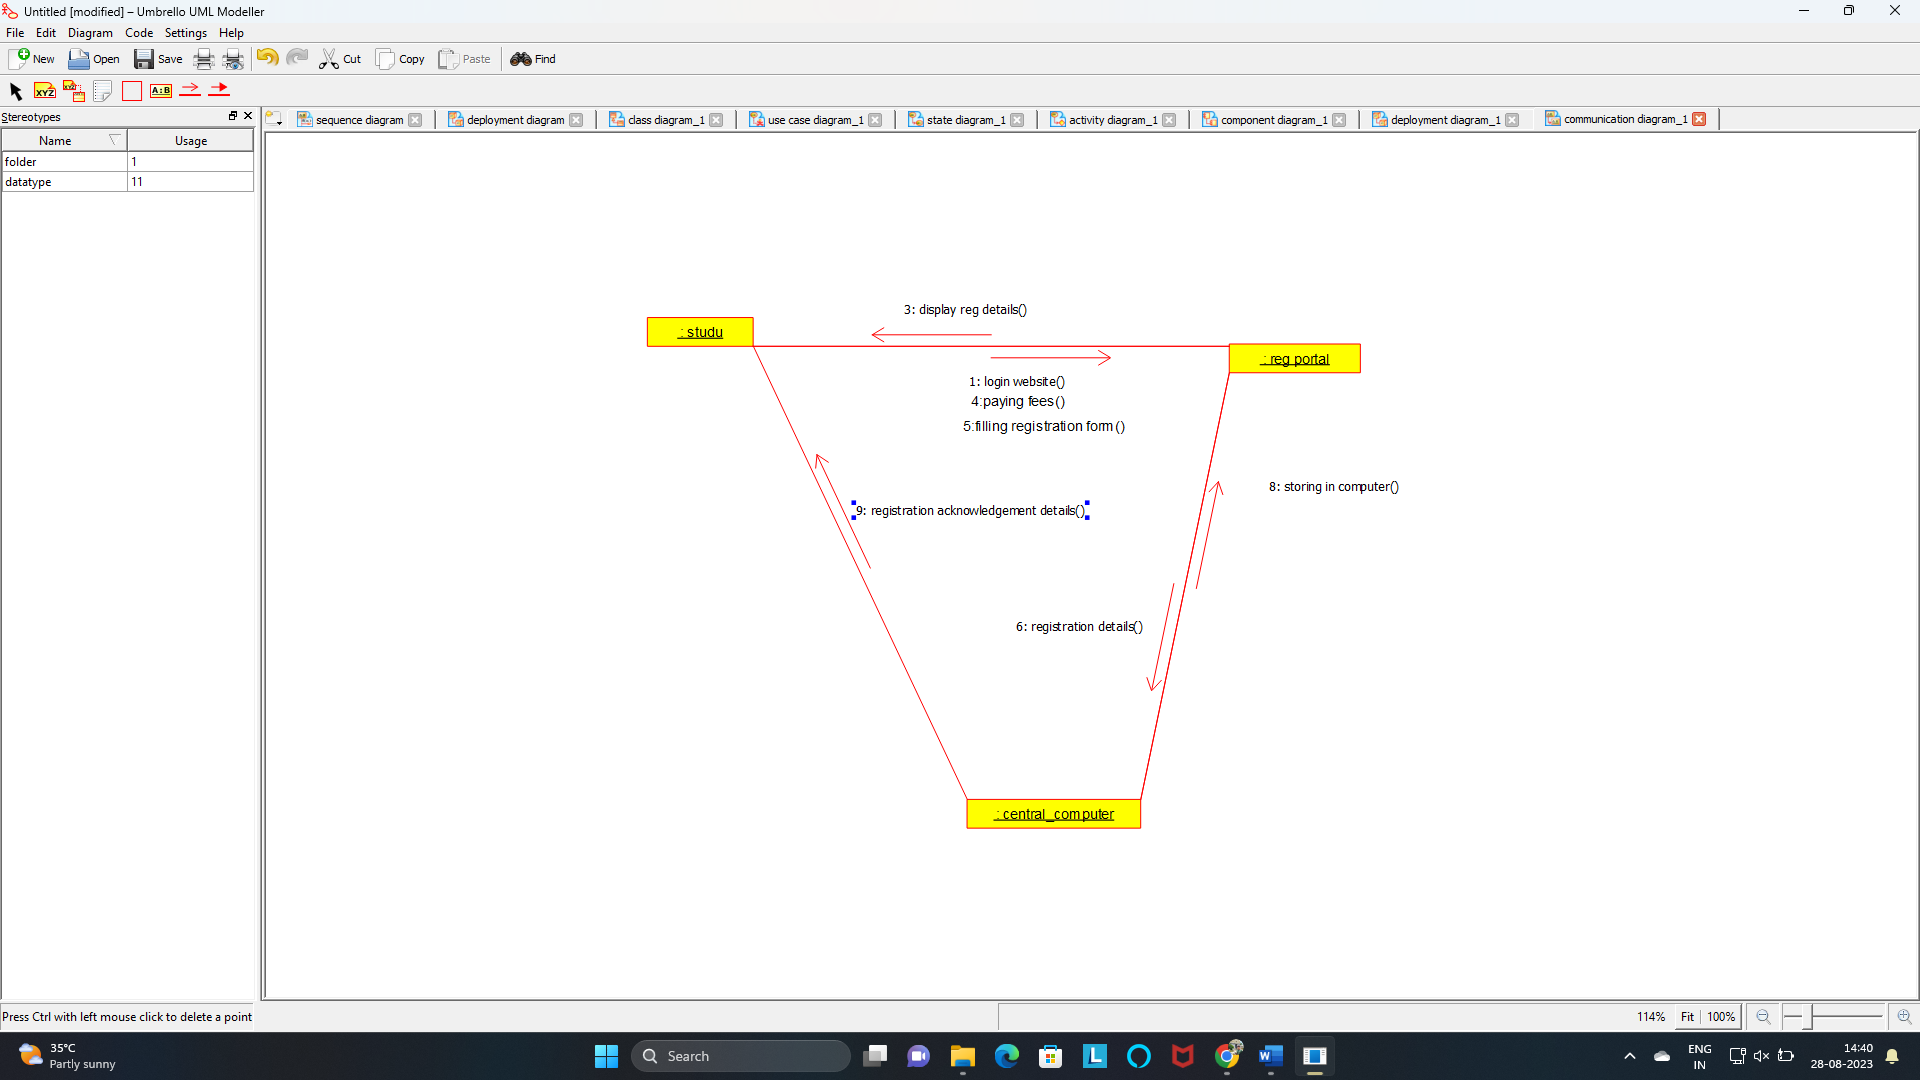 Untitled [modified] – Umbrello UML Modeller
File Edit Diagram Code Settings Help
New Open Save Cut Copy Paste Find
XYZ XYZ A:B
Stereotypes
sequence diagram deployment diagram class diagram_1 use case diagram_1 state diagram_1 activity diagram_1 component diagram_1 deployment diagram_1 communication diagram_1
Name Usage
folder 1
datatype 11
3: display reg details()
: studu
: reg portal
1: login website()
4:paying fees()
5:filling registration form()
8: storing in computer()
9: registration acknowledgement details()
6: registration details()
: central_computer
Press Ctrl with left mouse click to delete a point
114% Fit 100%
35°C
Partly sunny
Search
L
W
ENG
IN
14:40
28-08-2023